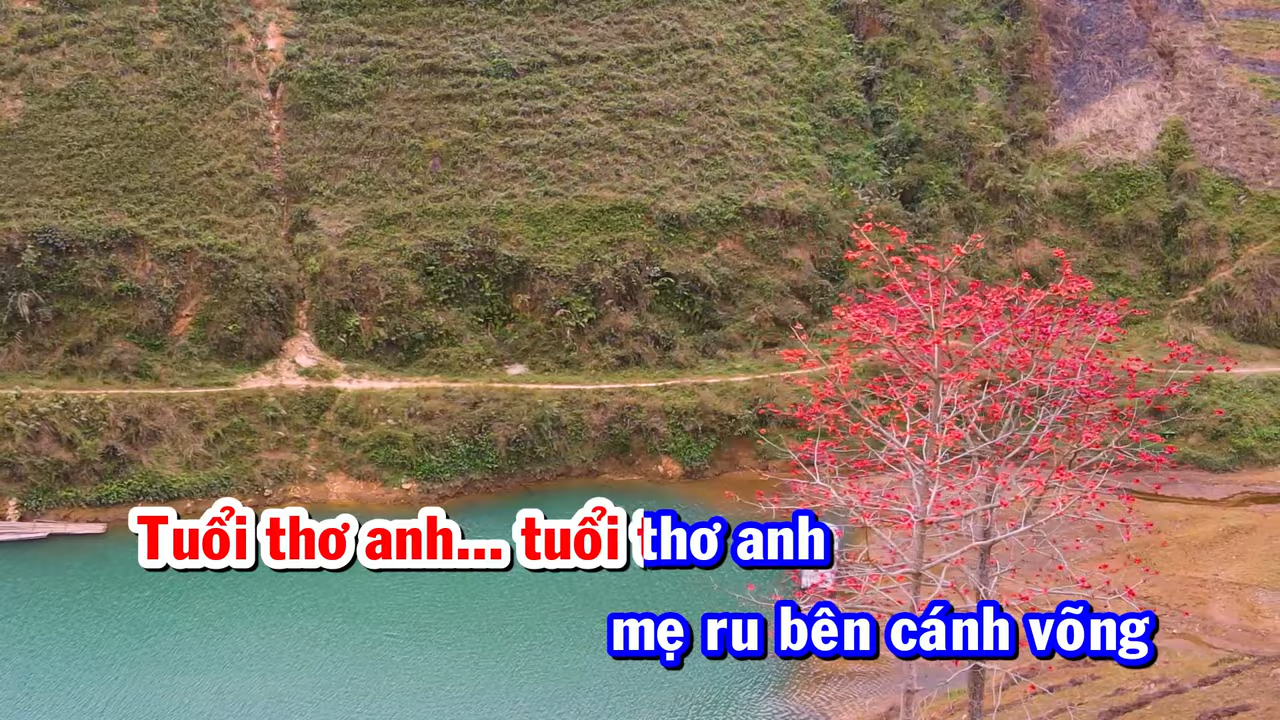 Tuổi thơ anh... tuổi thơ anh
mẹ ru bên cánh võng